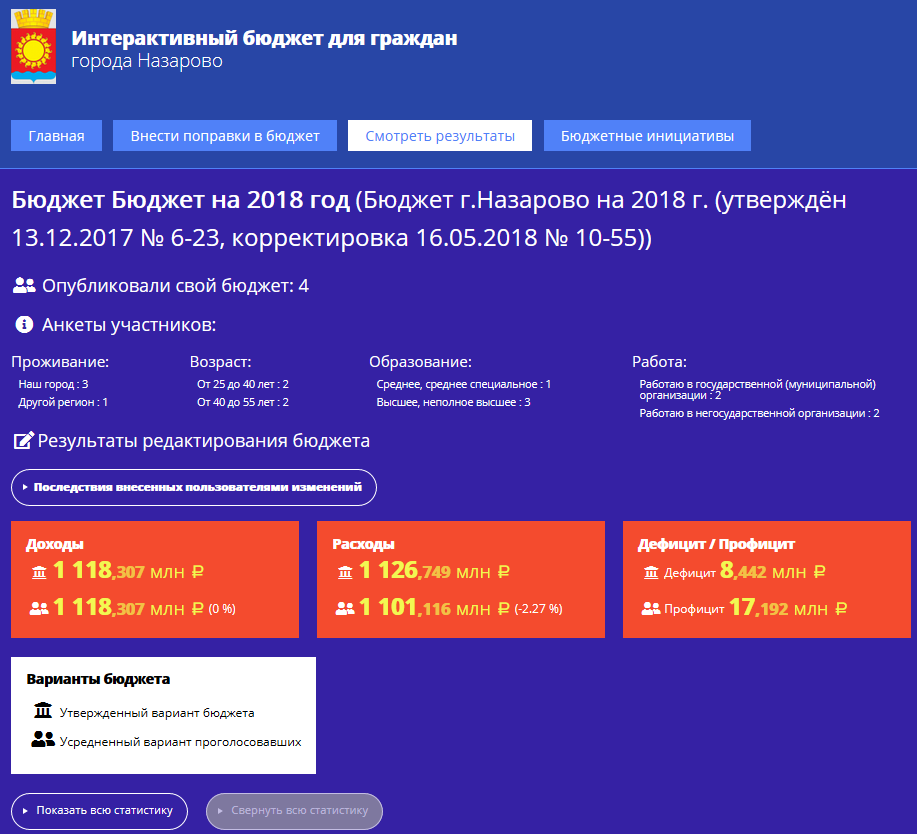 Интерактивный бюджет для граждан
города Назарово
Главная
Внести поправки в бюджет
Смотреть результаты
Бюджетные инициативы
Бюджет Бюджет на 2018 год (Бюджет г.Назарово на 2018 г. (утверждён
13.12.2017 № 6-23, корректировка 16.05.2018 № 10-55))
Опубликовали свой бюджет: 4
Анкеты участников:
Проживание:
Наш город : 3
Другой регион : 1
Возраст:
От 25 до 40 лет : 2
От 40 до 55 лет : 2
Образование:
Среднее, среднее специальное : 1
Высшее, неполное высшее : 3
Работа:
Работаю в государственной (муниципальной)
организации : 2
Работаю в негосударственной организации : 2
Результаты редактирования бюджета
Последствия внесенных пользователями изменений
Доходы
1 118,307 млн ₽
1 118,307 млн ₽ (0 %)
Расходы
1 126,749 млн ₽
1 101,116 млн ₽ (-2.27 %)
Дефицит / Профицит
Дефицит 8,442 млн ₽
Профицит 17,192 млн ₽
Варианты бюджета
Утвержденный вариант бюджета
Усредненный вариант проголосовавших
Показать всю статистику
Свернуть всю статистику